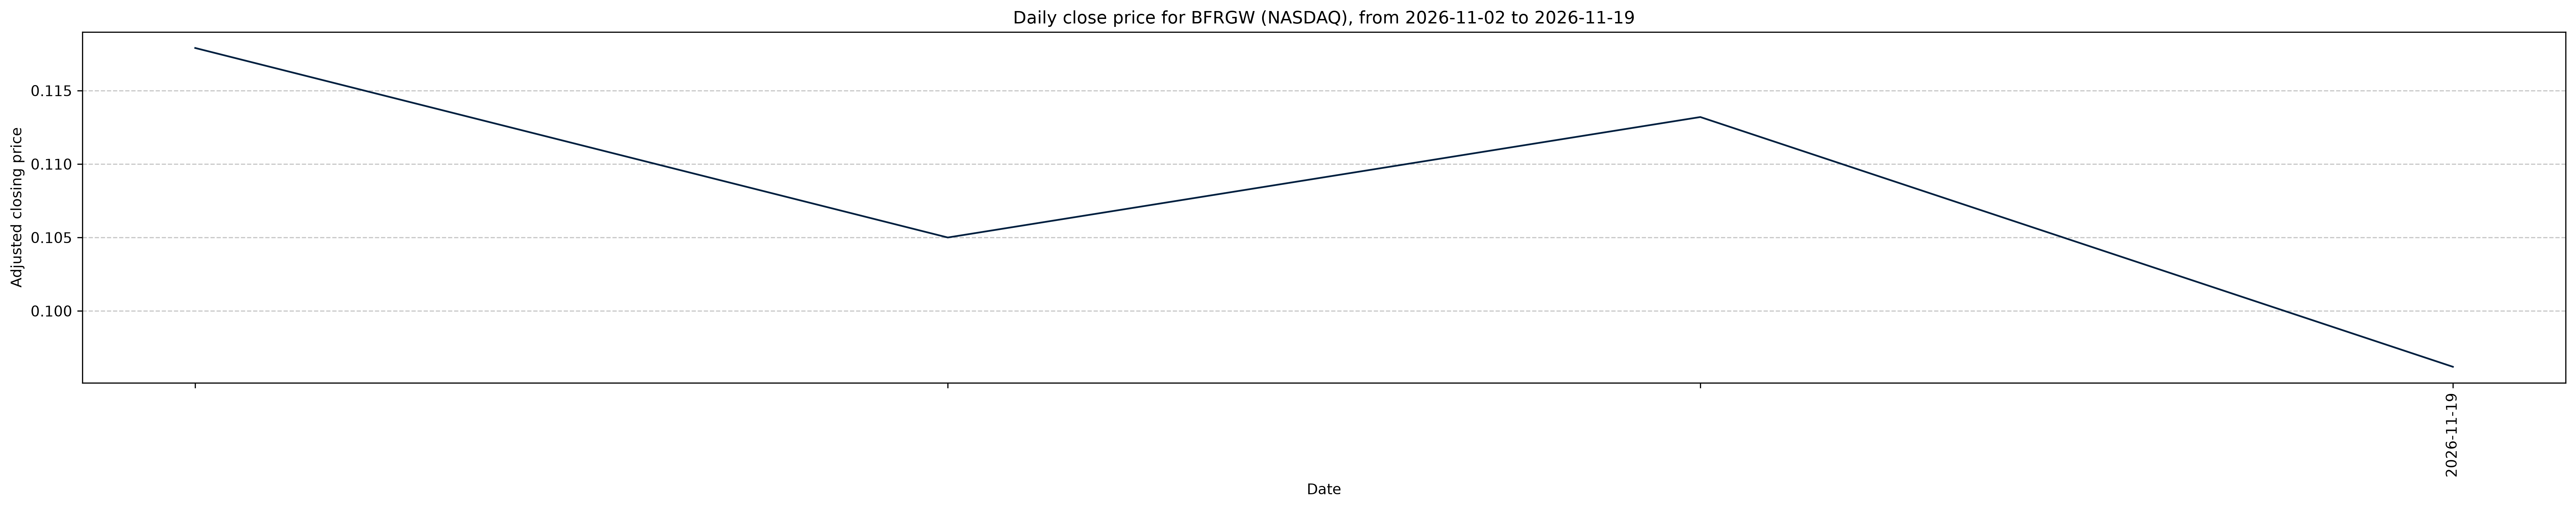 Daily close price for BFRGW (NASDAQ), from 2026-11-02 to 2026-11-19
Adjusted closing price
0.115
0.110
0.105
0.100
2026-11-19
Date